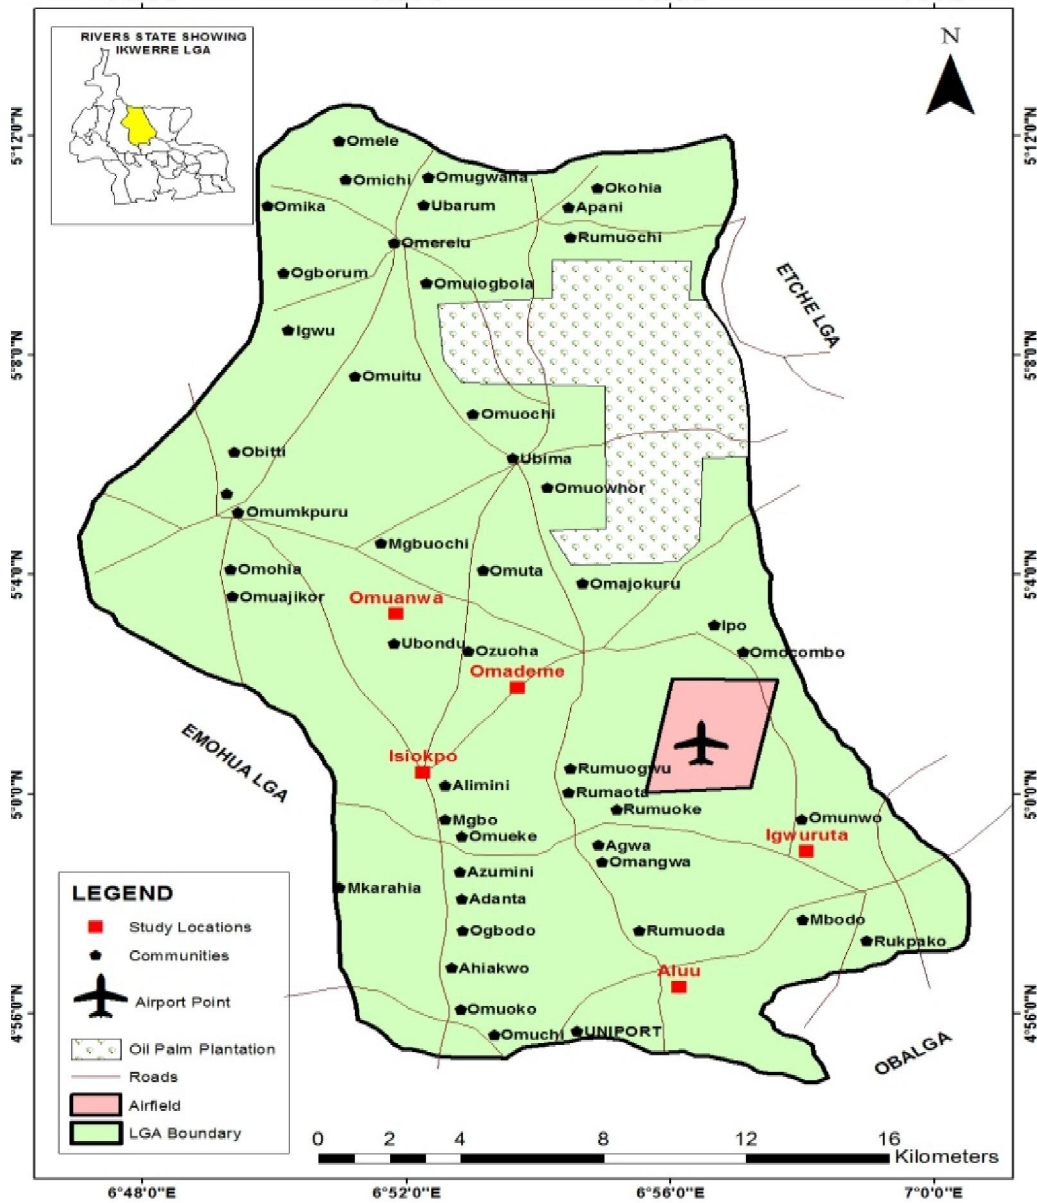 RIVERS STATE SHOWING
IKWERRE LGA
N
5°12'0"N
5°12'0"N
5°8'0"N
5°8'0"N
5°4'0"N
5°4'0"N
5°0'0"N
5°0'0"N
4°56'0"N
4°56'0"N
Omele
Omichi
Omugwana
Okohia
Omika
Ubarum
Apani
Rumuochi
Omerelu
Ogborum
Omuiogbola
ETCHE LGA
Igwu
Omuitu
Omuochi
Obitti
Ubima
Omuowhor
Omumkpuru
Mgbuochi
Omohia
Omuta
Omajokuru
Omuajikor
Omuanwa
Ipo
Ubondu
Ozuoha
Omocombo
Omademe
EMOHUA LGA
Isiokpo
Rumuogwu
Alimini
Rumaota
Rumuoke
Mgbo
Omunwo
Omueke
Igwuruta
Agwa
Omangwa
Azumini
Mkarahia
Adanta
Mbodo
Ogbodo
Rumuoda
Rukpako
Ahiakwo
Aluu
Omuoko
Omuchi
UNIPORT
OBALGA
LEGEND
Study Locations
Communities
Airport Point
Oil Palm Plantation
Roads
Airfield
LGA Boundary
0 2 4 8 12 16
Kilometers
6°48'0"E
6°52'0"E
6°56'0"E
7°0'0"E